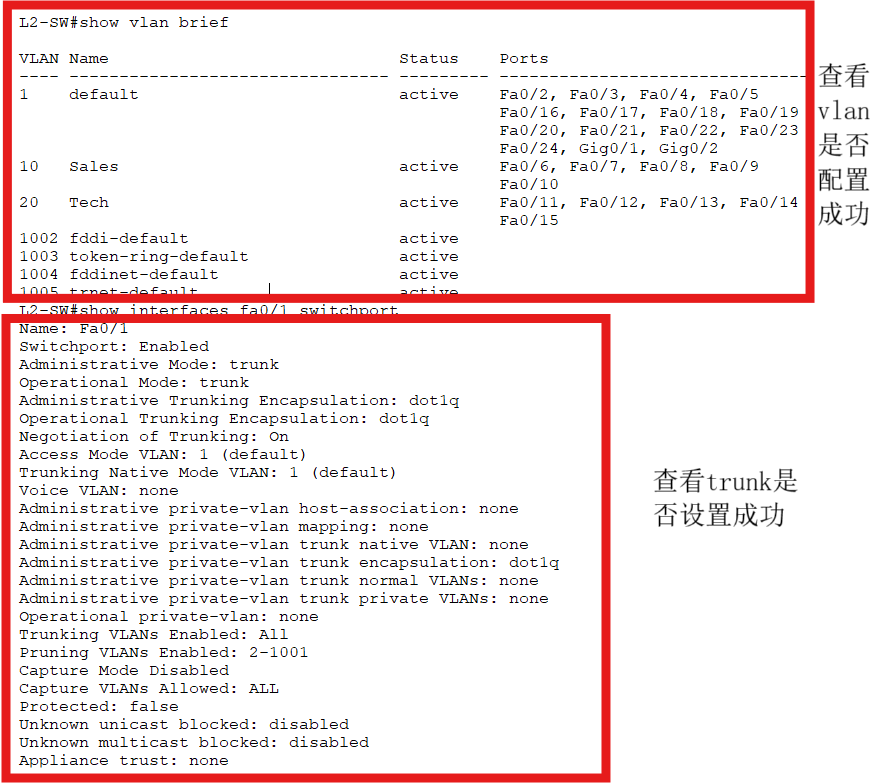 L2-SW#show vlan brief
VLAN Name                             Status    Ports
---- -------------------------------- --------- -------------------------------
1    default                          active    Fa0/2, Fa0/3, Fa0/4, Fa0/5
                                                Fa0/16, Fa0/17, Fa0/18, Fa0/19
                                                Fa0/20, Fa0/21, Fa0/22, Fa0/23
                                                Fa0/24, Gig0/1, Gig0/2
10   Sales                            active    Fa0/6, Fa0/7, Fa0/8, Fa0/9
                                                Fa0/10
20   Tech                             active    Fa0/11, Fa0/12, Fa0/13, Fa0/14
                                                Fa0/15
1002 fddi-default                     active
1003 token-ring-default               active
1004 fddinet-default                  active
1005 trnet-default                    active
查看
vlan
是否
配置
成功
L2-SW#show interfaces fa0/1 switchport
Name: Fa0/1
Switchport: Enabled
Administrative Mode: trunk
Operational Mode: trunk
Administrative Trunking Encapsulation: dot1q
Operational Trunking Encapsulation: dot1q
Negotiation of Trunking: On
Access Mode VLAN: 1 (default)
Trunking Native Mode VLAN: 1 (default)
Voice VLAN: none
Administrative private-vlan host-association: none
Administrative private-vlan mapping: none
Administrative private-vlan trunk native VLAN: none
Administrative private-vlan trunk encapsulation: dot1q
Administrative private-vlan trunk normal VLANs: none
Administrative private-vlan trunk private VLANs: none
Operational private-vlan: none
Trunking VLANs Enabled: All
Pruning VLANs Enabled: 2-1001
Capture Mode Disabled
Capture VLANs Allowed: ALL
Protected: false
Unknown unicast blocked: disabled
Unknown multicast blocked: disabled
Appliance trust: none
查看trunk是
否设置成功